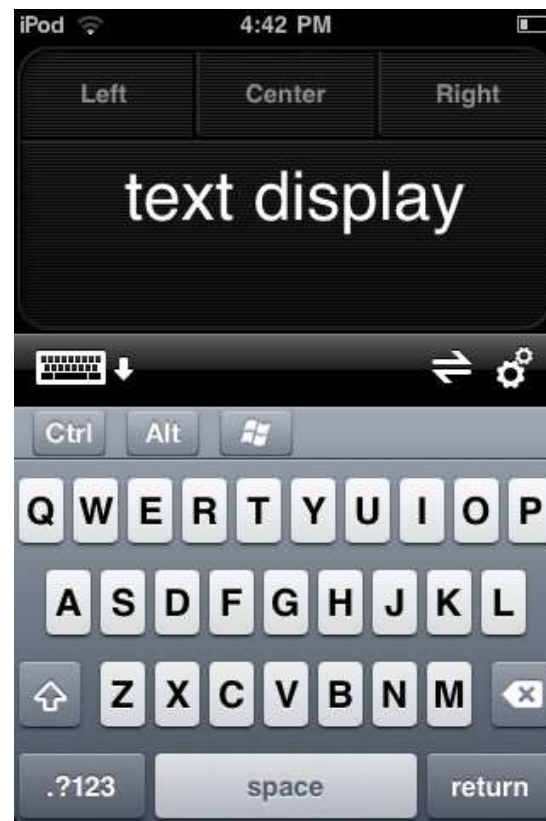 iPod 4:42 PM
Left Center Right
text display
Ctrl Alt
Q W E R T Y U I O P
A S D F G H J K L
Z X C V B N M
.?123 space return